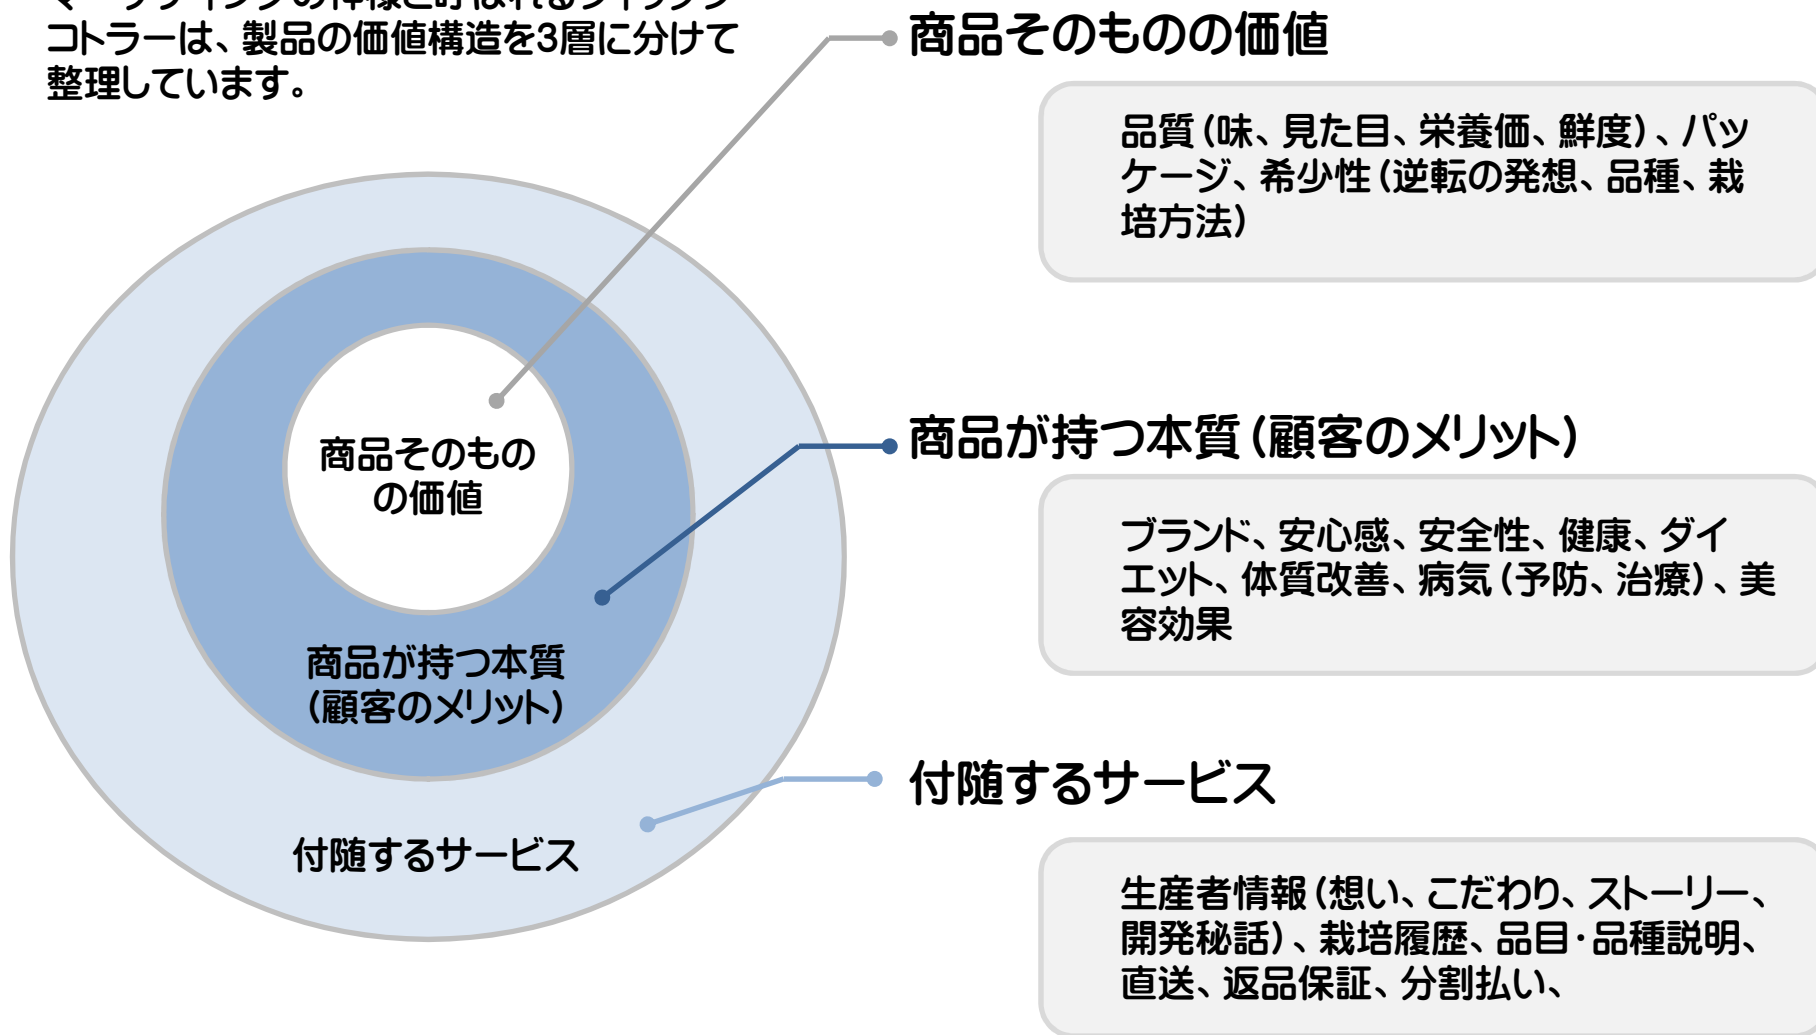 コトラーは、製品の価値構造を3層に分けて
整理しています。
商品そのものの価値
品質（味、見た目、栄養価、鮮度）、パッ
ケージ、希少性（逆転の発想、品種、栽
培方法）
商品そのもの
の価値
商品が持つ本質（顧客のメリット）
ブランド、安心感、安全性、健康、ダイ
エット、体質改善、病気（予防、治療）、美
容効果
商品が持つ本質
（顧客のメリット）
付随するサービス
付随するサービス
生産者情報（想い、こだわり、ストーリー、
開発秘話）、栽培履歴、品目・品種説明、
直送、返品保証、分割払い、